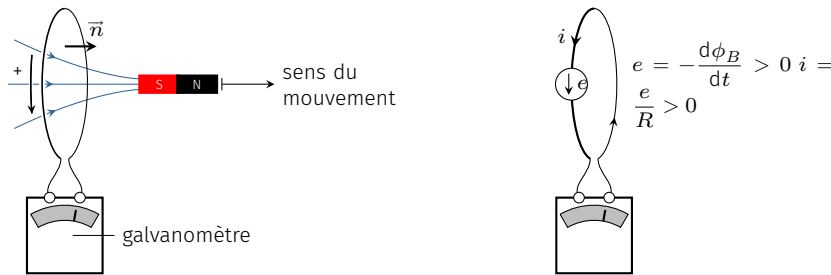 n⃗
+
S N
sens du
mouvement
galvanomètre
i
e
e = −dϕ_B/dt > 0 i =
e/R > 0